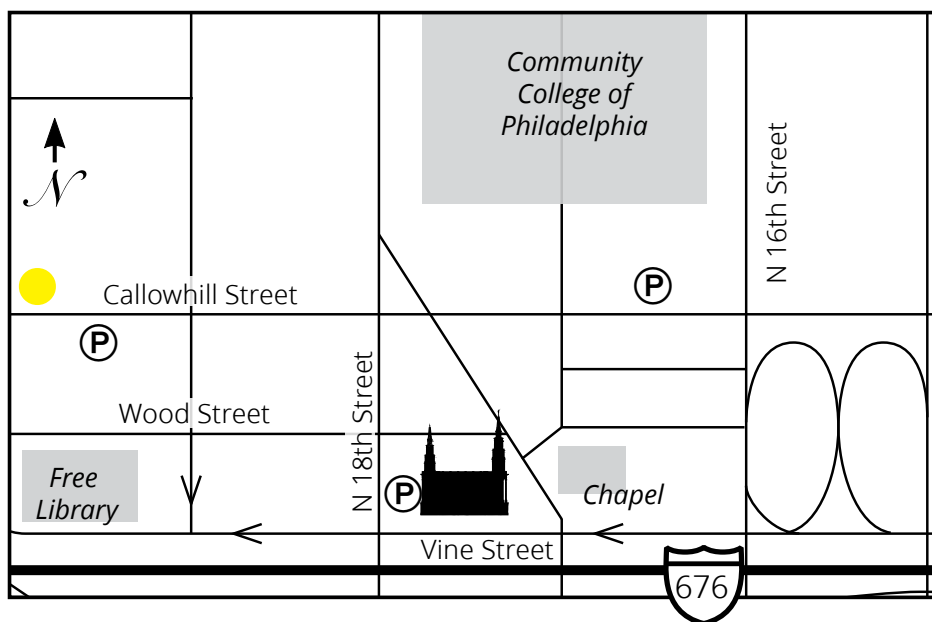 Community
College of
Philadelphia
N 16th Street
N
Callowhill Street
P
P
N 18th Street
Wood Street
Free
Library
P
Chapel
Vine Street
676